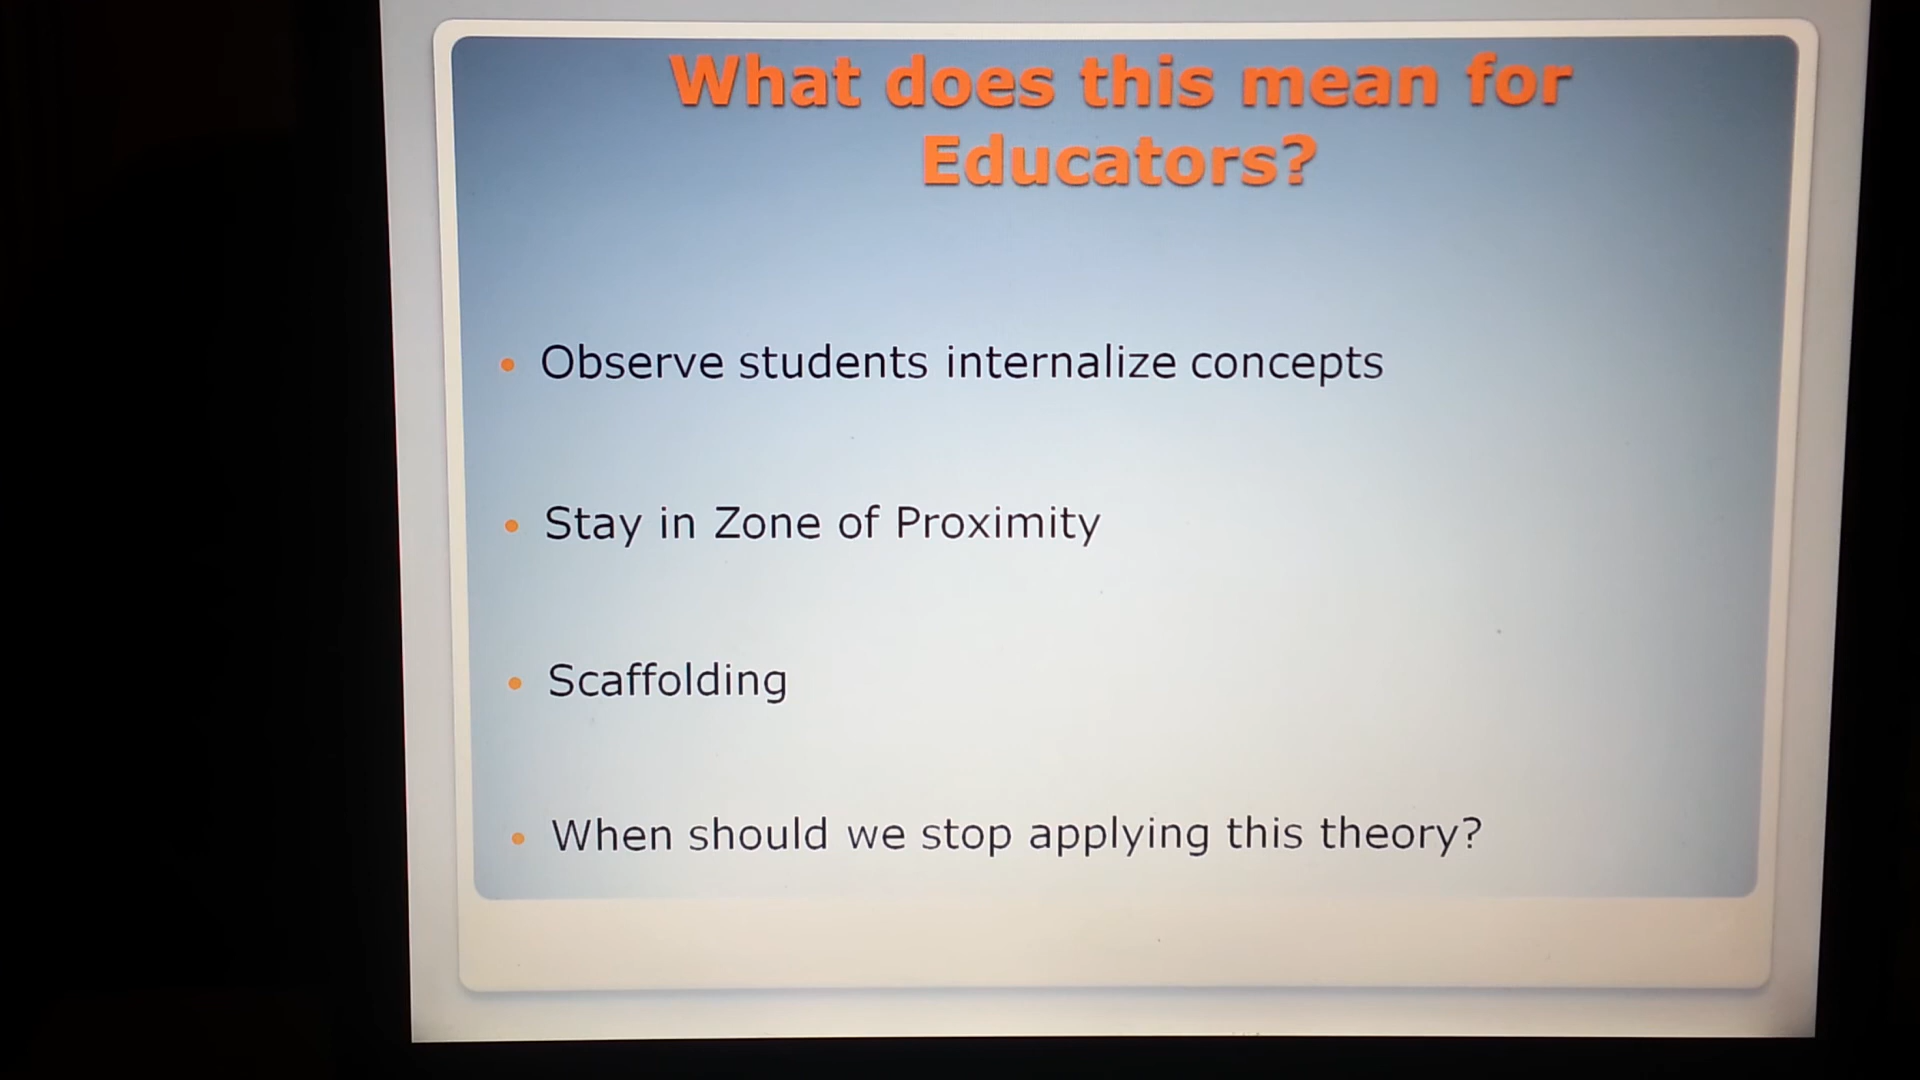 What does this mean for
Educators?
Observe students internalize concepts
Stay in Zone of Proximity
Scaffolding
When should we stop applying this theory?